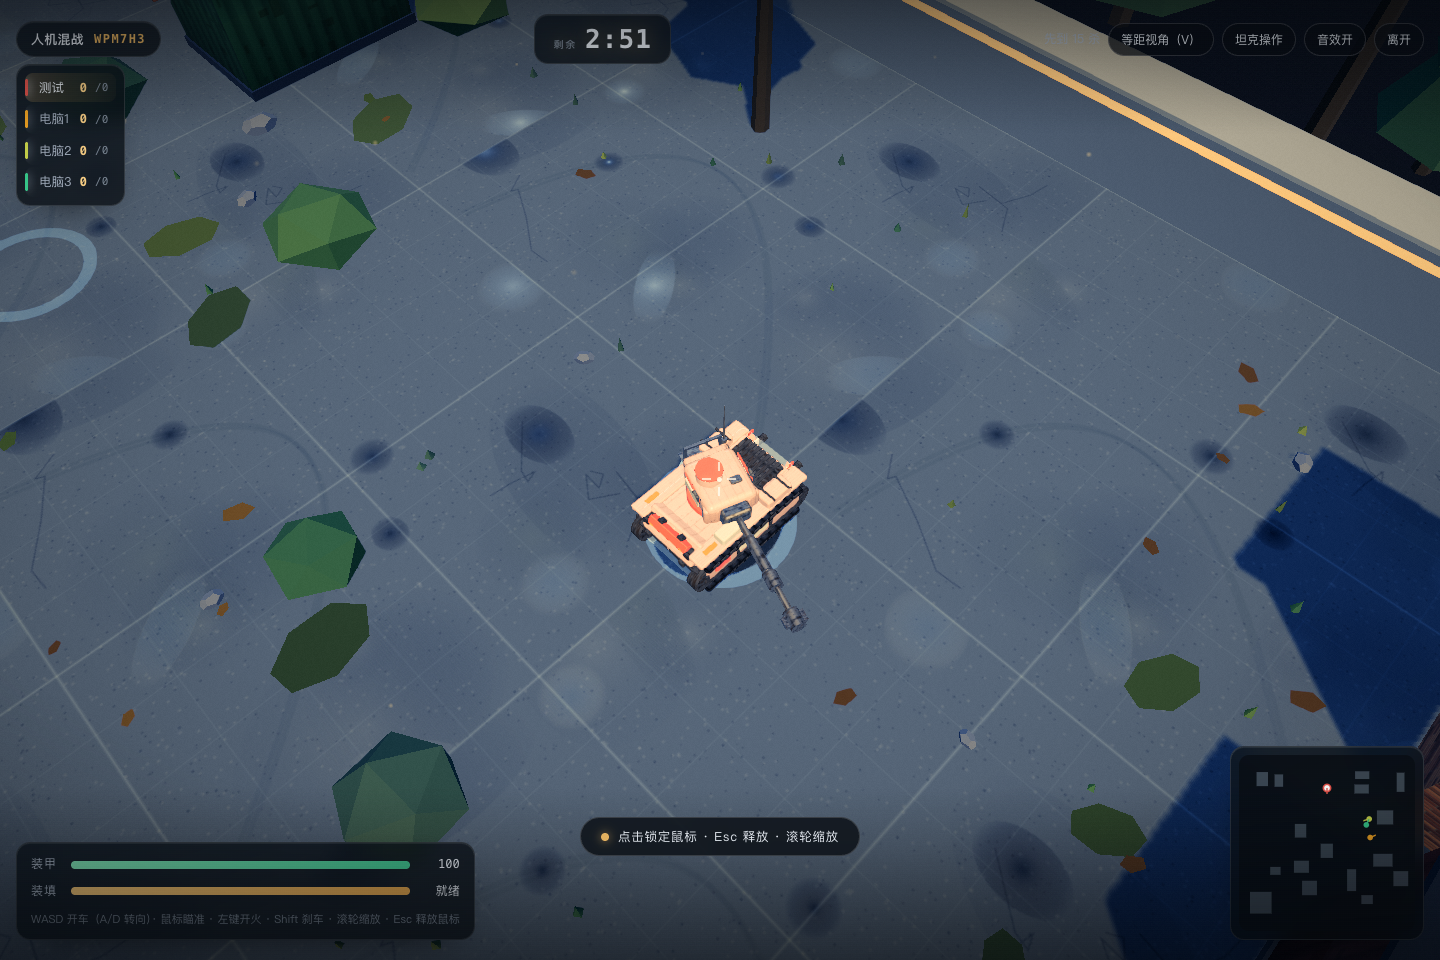 人机混战 WPM7H3
剩余 2:51
等距视角 (V)
坦克操作
音效开
离开
测试 0 /0
电脑1 0 /0
电脑2 0 /0
电脑3 0 /0
点击锁定鼠标 · Esc 释放 · 滚轮缩放
装甲 100
装填 就绪
WASD 开车 (A/D 转向) · 鼠标瞄准 · 左键开火 · Shift 刹车 · 滚轮缩放 · Esc 释放鼠标